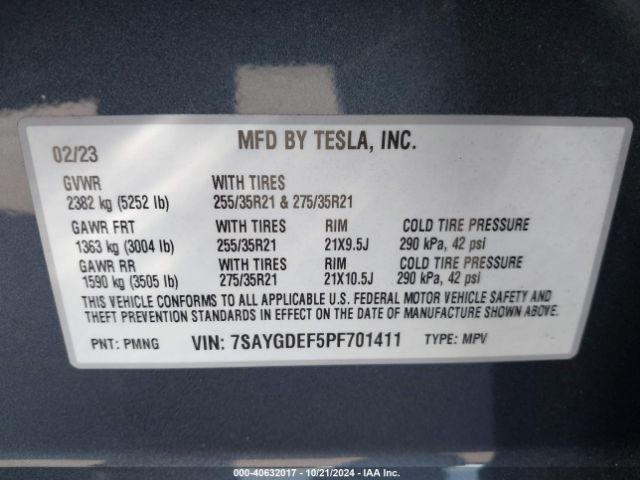 MFD BY TESLA, INC.
02/23
GVWR WITH TIRES
2382 kg (5252 lb) 255/35R21 & 275/35R21
GAWR FRT WITH TIRES RIM COLD TIRE PRESSURE
1363 kg (3004 lb) 255/35R21 21X9.5J 290 kPa, 42 psi
GAWR RR WITH TIRES RIM COLD TIRE PRESSURE
1590 kg (3505 lb) 275/35R21 21X10.5J 290 kPa, 42 psi
THIS VEHICLE CONFORMS TO ALL APPLICABLE U.S. FEDERAL MOTOR VEHICLE SAFETY AND
THEFT PREVENTION STANDARDS IN EFFECT ON THE DATE OF MANUFACTURE SHOWN ABOVE.
PNT: PMNG VIN: 7SAYGDEF5PF701411 TYPE: MPV
000-40632017 - 10/21/2024 - IAAI.COM